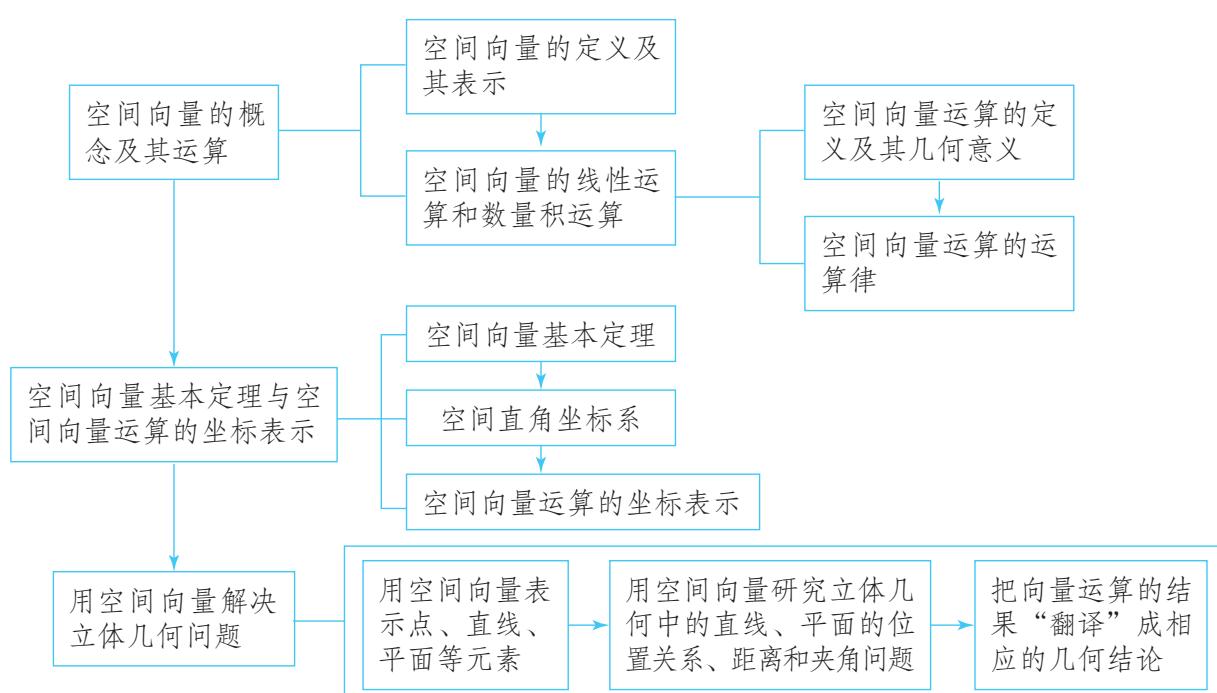 空间向量的定义及
其表示
空间向量的概
念及其运算
空间向量运算的定
义及其几何意义
空间向量的线性运
算和数量积运算
空间向量运算的运
算律
空间向量基本定理
空间向量基本定理与空
间向量运算的坐标表示
空间直角坐标系
空间向量运算的坐标表示
用空间向量解决
立体几何问题
用空间向量表
示点、直线、
平面等元素
用空间向量研究立体几
何中的直线、平面的位
置关系、距离和夹角问题
把向量运算的结
果“翻译”成相
应的几何结论